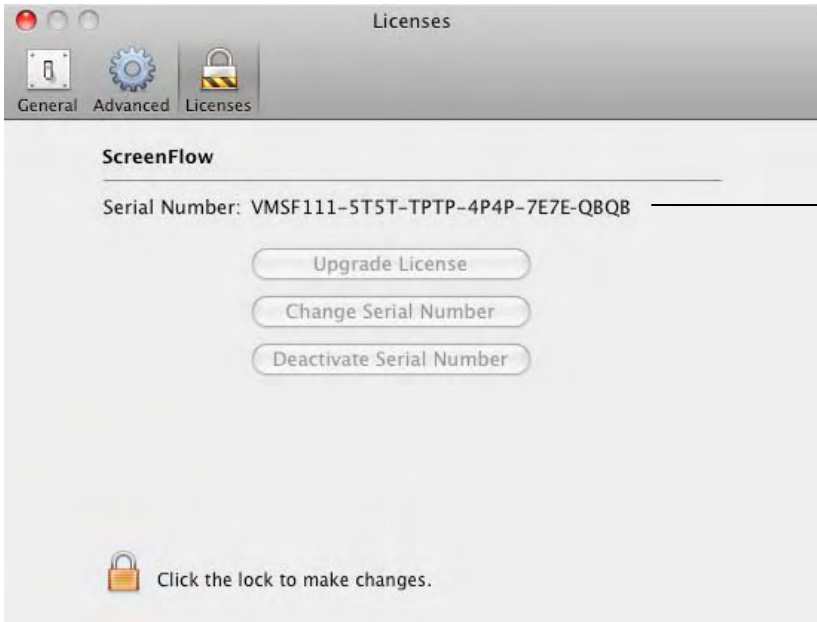 Licenses
General Advanced Licenses
ScreenFlow
Serial Number: VMSF111-5T5T-TPTP-4P4P-7E7E-QBQB
Upgrade License
Change Serial Number
Deactivate Serial Number
Click the lock to make changes.